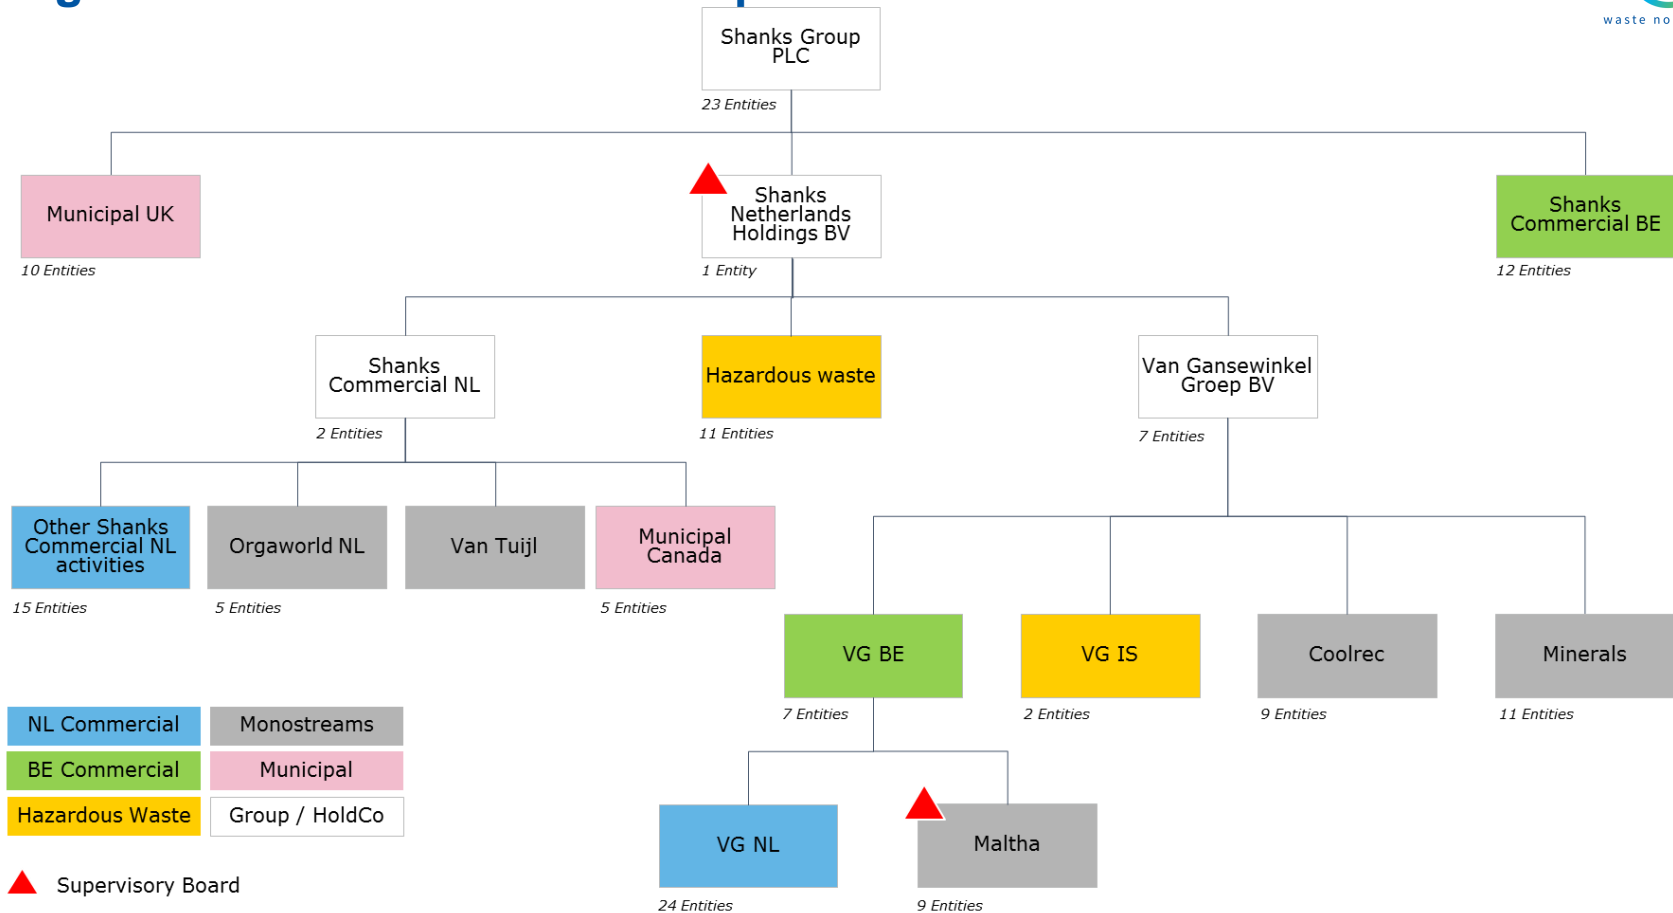 waste no
Shanks Group
PLC
23 Entities
Municipal UK
10 Entities
Shanks
Netherlands
Holdings BV
1 Entity
Shanks
Commercial BE
12 Entities
Shanks
Commercial NL
2 Entities
Hazardous waste
11 Entities
Van Gansewinkel
Groep BV
7 Entities
Other Shanks
Commercial NL
activities
15 Entities
Orgaworld NL
5 Entities
Van Tuijl
Municipal
Canada
5 Entities
VG BE
7 Entities
VG IS
2 Entities
Coolrec
9 Entities
Minerals
11 Entities
VG NL
24 Entities
Maltha
9 Entities
NL Commercial
Monostreams
BE Commercial
Municipal
Hazardous Waste
Group / HoldCo
Supervisory Board